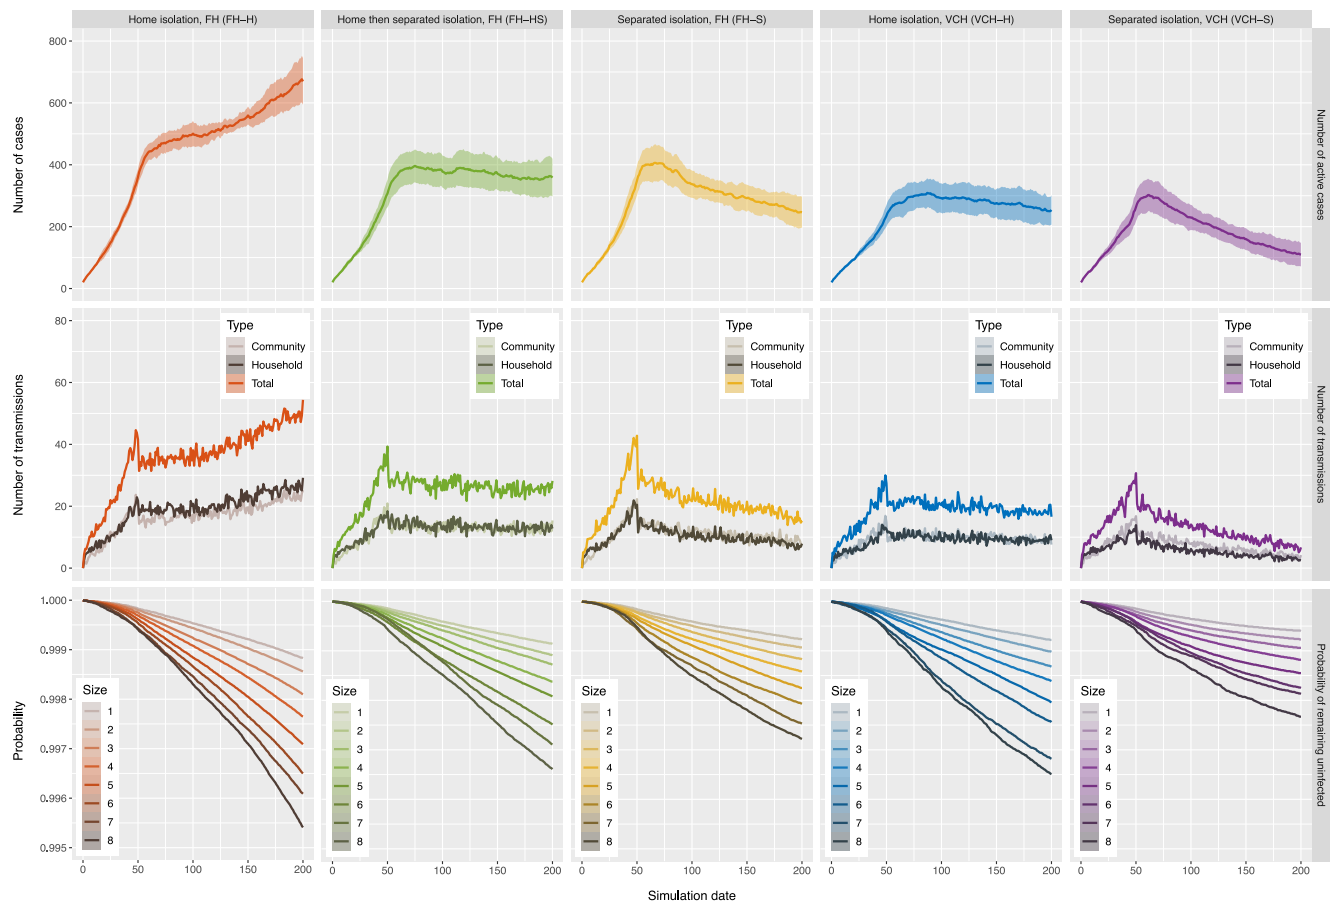 Home isolation, FH (FH−H)
Home then separated isolation, FH (FH−HS)
Separated isolation, FH (FH−S)
Home isolation, VCH (VCH−H)
Separated isolation, VCH (VCH−S)
Number of cases
800
600
400
200
0
Number of active cases
Number of transmissions
80
60
40
20
0
Type
Community
Household
Total
Type
Community
Household
Total
Type
Community
Household
Total
Type
Community
Household
Total
Type
Community
Household
Total
Number of transmissions
Probability
1.000
0.999
0.998
0.997
0.996
0.995
Size
1
2
3
4
5
6
7
8
Size
1
2
3
4
5
6
7
8
Size
1
2
3
4
5
6
7
8
Size
1
2
3
4
5
6
7
8
Size
1
2
3
4
5
6
7
8
Probability of remaining uninfected
0 50 100 150 200
0 50 100 150 200
0 50 100 150 200
0 50 100 150 200
0 50 100 150 200
Simulation date